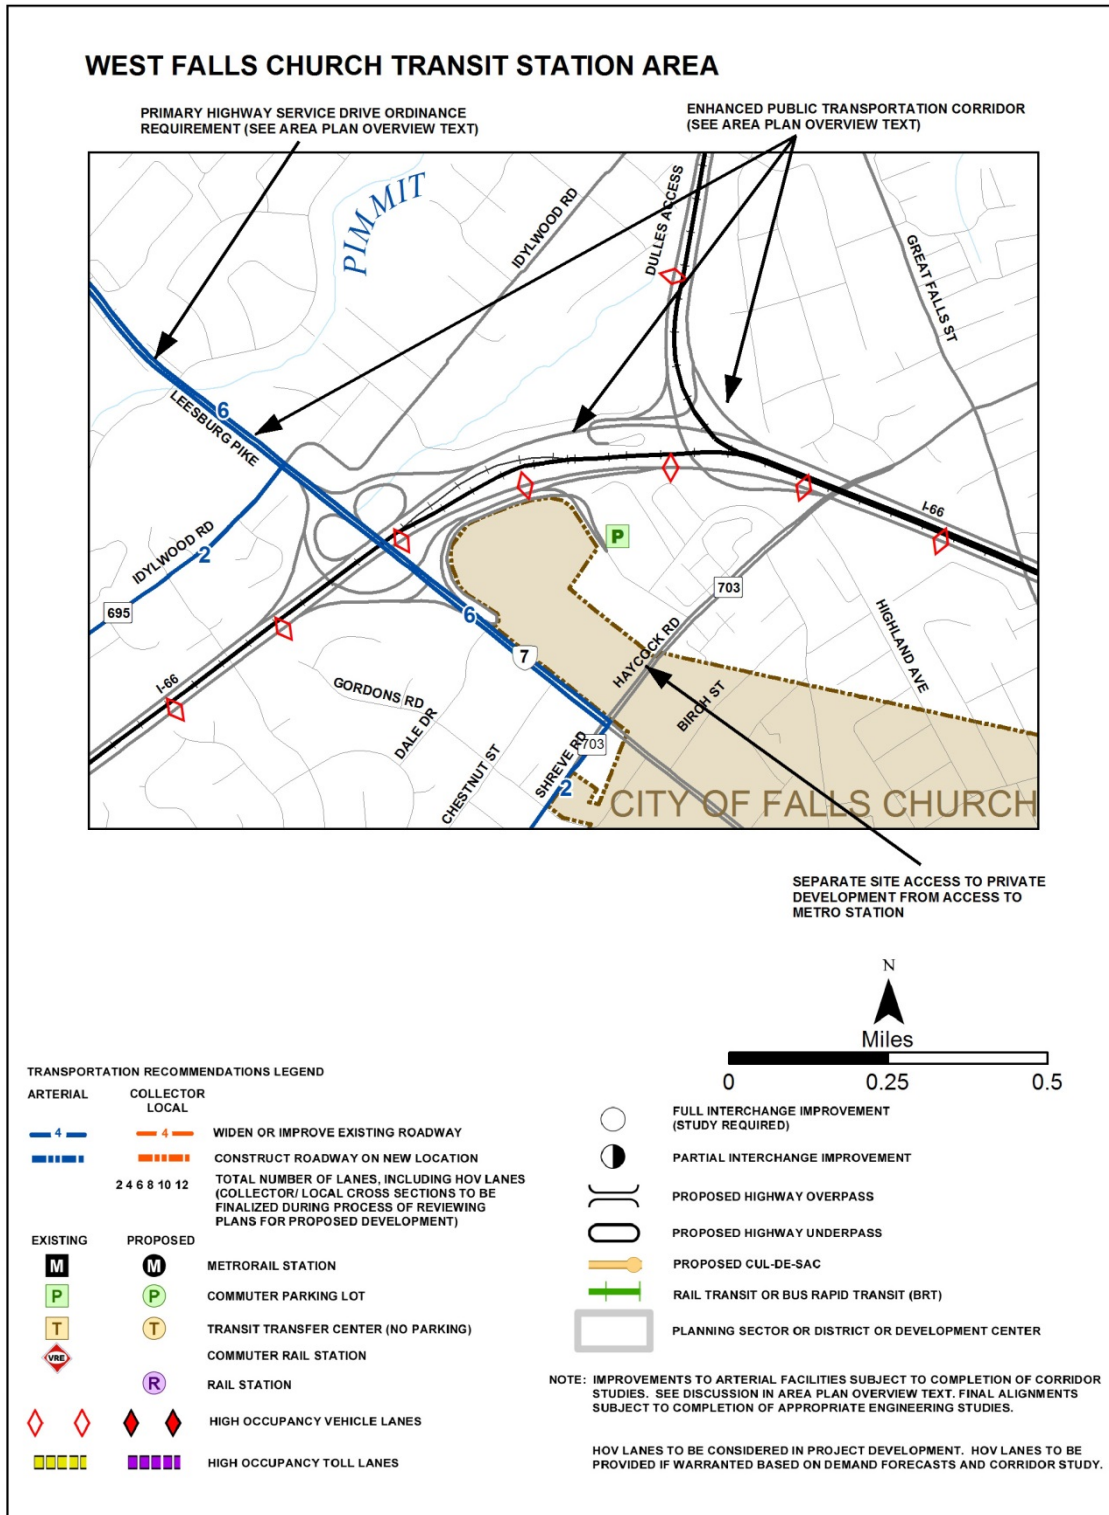 WEST FALLS CHURCH TRANSIT STATION AREA
PRIMARY HIGHWAY SERVICE DRIVE ORDINANCE
REQUIREMENT (SEE AREA PLAN OVERVIEW TEXT)
ENHANCED PUBLIC TRANSPORTATION CORRIDOR
(SEE AREA PLAN OVERVIEW TEXT)
PIMMIT
IDYLWOOD RD
DULLES ACCESS
GREAT FALLS ST
LEESBURG PIKE
6
IDYLWOOD RD
2
695
I-66
P
I-66
703
6
7
HAYCOCK RD
HIGHLAND AVE
BIRCH ST
GORDONS RD
DALE DR
CHESTNUT ST
SHREVE RD
703
2
CITY OF FALLS CHURCH
SEPARATE SITE ACCESS TO PRIVATE
DEVELOPMENT FROM ACCESS TO
METRO STATION
N
Miles
0 0.25 0.5
TRANSPORTATION RECOMMENDATIONS LEGEND
ARTERIAL COLLECTOR
LOCAL
4 4 WIDEN OR IMPROVE EXISTING ROADWAY
CONSTRUCT ROADWAY ON NEW LOCATION
2 4 6 8 10 12 TOTAL NUMBER OF LANES, INCLUDING HOV LANES
(COLLECTOR/ LOCAL CROSS SECTIONS TO BE
FINALIZED DURING PROCESS OF REVIEWING
PLANS FOR PROPOSED DEVELOPMENT)
EXISTING PROPOSED
M M METRORAIL STATION
P P COMMUTER PARKING LOT
T T TRANSIT TRANSFER CENTER (NO PARKING)
VRE COMMUTER RAIL STATION
R RAIL STATION
HIGH OCCUPANCY VEHICLE LANES
HIGH OCCUPANCY TOLL LANES
FULL INTERCHANGE IMPROVEMENT
(STUDY REQUIRED)
PARTIAL INTERCHANGE IMPROVEMENT
PROPOSED HIGHWAY OVERPASS
PROPOSED HIGHWAY UNDERPASS
PROPOSED CUL-DE-SAC
RAIL TRANSIT OR BUS RAPID TRANSIT (BRT)
PLANNING SECTOR OR DISTRICT OR DEVELOPMENT CENTER
NOTE: IMPROVEMENTS TO ARTERIAL FACILITIES SUBJECT TO COMPLETION OF CORRIDOR
STUDIES. SEE DISCUSSION IN AREA PLAN OVERVIEW TEXT. FINAL ALIGNMENTS
SUBJECT TO COMPLETION OF APPROPRIATE ENGINEERING STUDIES.
HOV LANES TO BE CONSIDERED IN PROJECT DEVELOPMENT. HOV LANES TO BE
PROVIDED IF WARRANTED BASED ON DEMAND FORECASTS AND CORRIDOR STUDY.